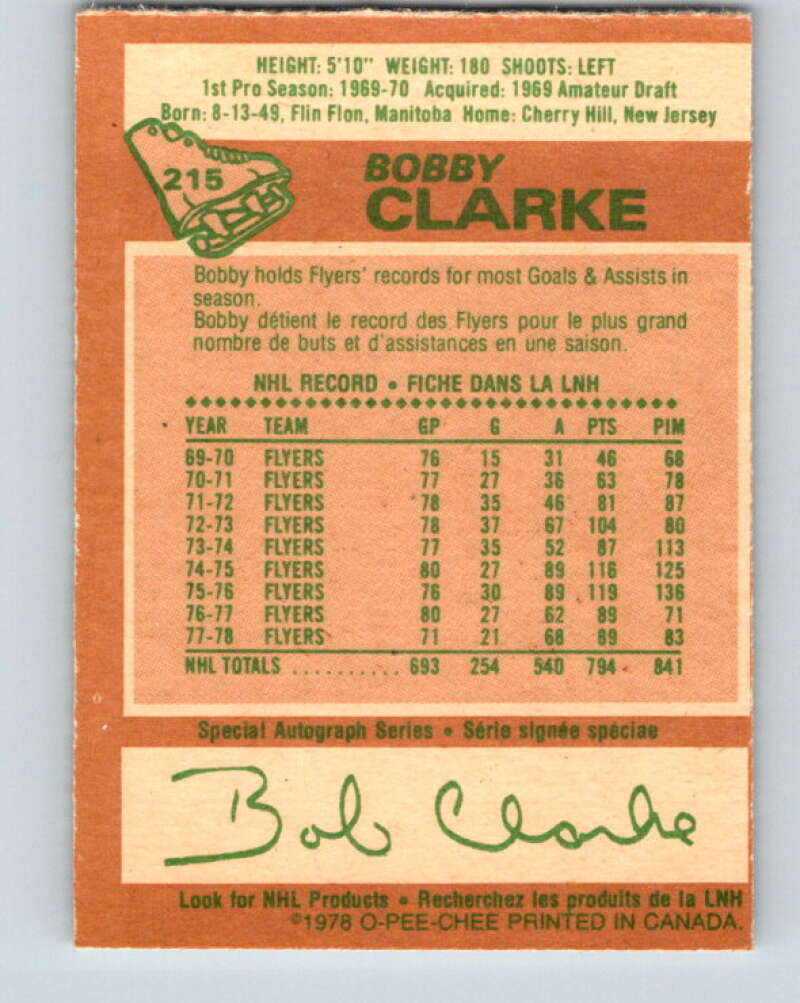 HEIGHT: 5'10" WEIGHT: 180 SHOOTS: LEFT
1st Pro Season: 1969-70 Acquired: 1969 Amateur Draft
Born: 8-13-49, Flin Flon, Manitoba Home: Cherry Hill, New Jersey
215
BOBBY
CLARKE
Bobby holds Flyers' records for most Goals & Assists in
season.
Bobby détient le record des Flyers pour le plus grand
nombre de buts et d'assistances en une saison.
NHL RECORD • FICHE DANS LA LNH
YEAR TEAM GP G A PTS PIM
69-70 FLYERS 76 15 31 46 68
70-71 FLYERS 77 27 36 63 78
71-72 FLYERS 78 35 46 81 87
72-73 FLYERS 78 37 67 104 80
73-74 FLYERS 77 35 52 87 113
74-75 FLYERS 80 27 89 116 125
75-76 FLYERS 76 30 89 119 136
76-77 FLYERS 80 27 62 89 71
77-78 FLYERS 71 21 68 89 83
NHL TOTALS .......... 693 254 540 794 841
Special Autograph Series • Série signée spéciae
Bob Clarke
Look for NHL Products • Recherchez les produits de la LNH
©1978 O-PEE-CHEE PRINTED IN CANADA.